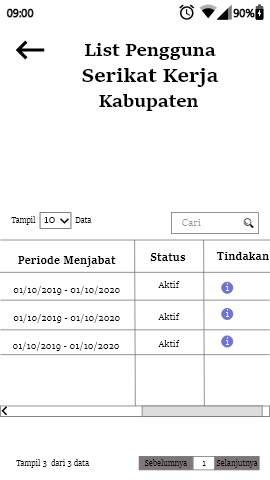 09:00 90%
List Pengguna
Serikat Kerja
Kabupaten
Tampil 10 Data Cari
Periode Menjabat Status Tindakan
01/10/2019 - 01/10/2020 Aktif i
01/10/2019 - 01/10/2020 Aktif i
01/10/2019 - 01/10/2020 Aktif i
Tampil 3 dari 3 data Sebelumnya 1 Selanjutnya